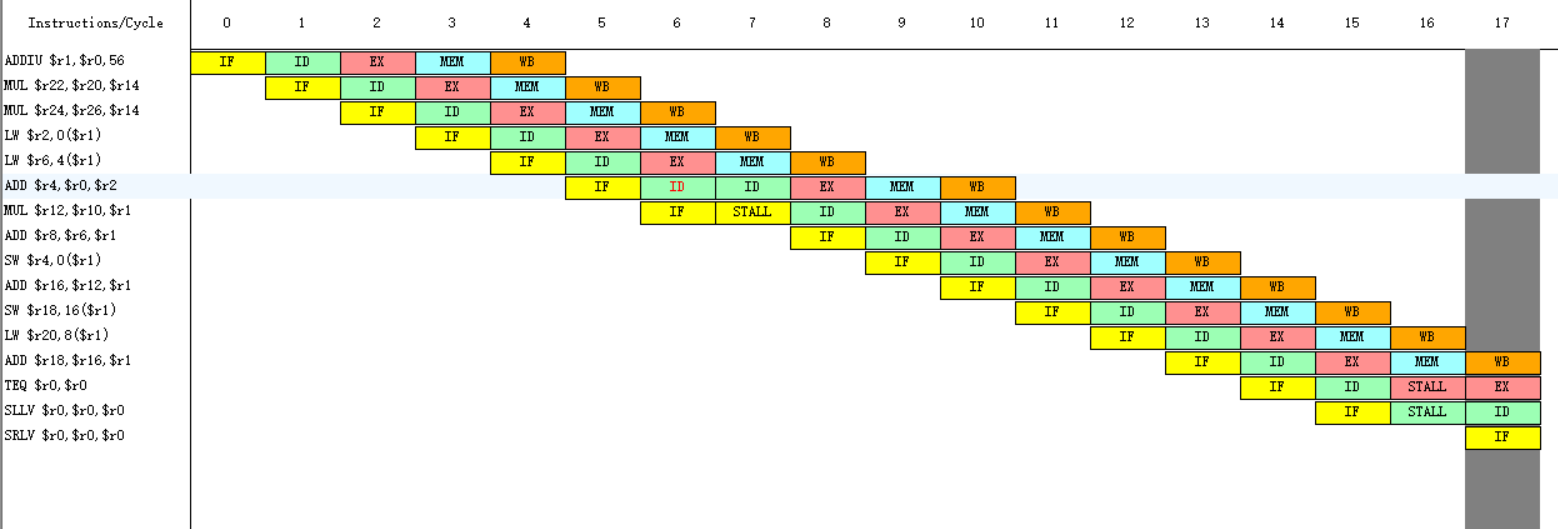 Instructions/Cycle 0 1 2 3 4 5 6 7 8 9 10 11 12 13 14 15 16 17
ADDIU $r1,$r0,56 IF ID EX MEM WB
MUL $r22,$r20,$r14 IF ID EX MEM WB
MUL $r24,$r26,$r14 IF ID EX MEM WB
LW $r2,0($r1) IF ID EX MEM WB
LW $r6,4($r1) IF ID EX MEM WB
ADD $r4,$r0,$r2 IF ID ID EX MEM WB
MUL $r12,$r10,$r1 IF STALL ID EX MEM WB
ADD $r8,$r6,$r1 IF ID EX MEM WB
SW $r4,0($r1) IF ID EX MEM WB
ADD $r16,$r12,$r1 IF ID EX MEM WB
SW $r18,16($r1) IF ID EX MEM WB
LW $r20,8($r1) IF ID EX MEM WB
ADD $r18,$r16,$r1 IF ID EX MEM WB
TEQ $r0,$r0 IF ID STALL EX
SLLV $r0,$r0,$r0 IF STALL ID
SRLV $r0,$r0,$r0 IF